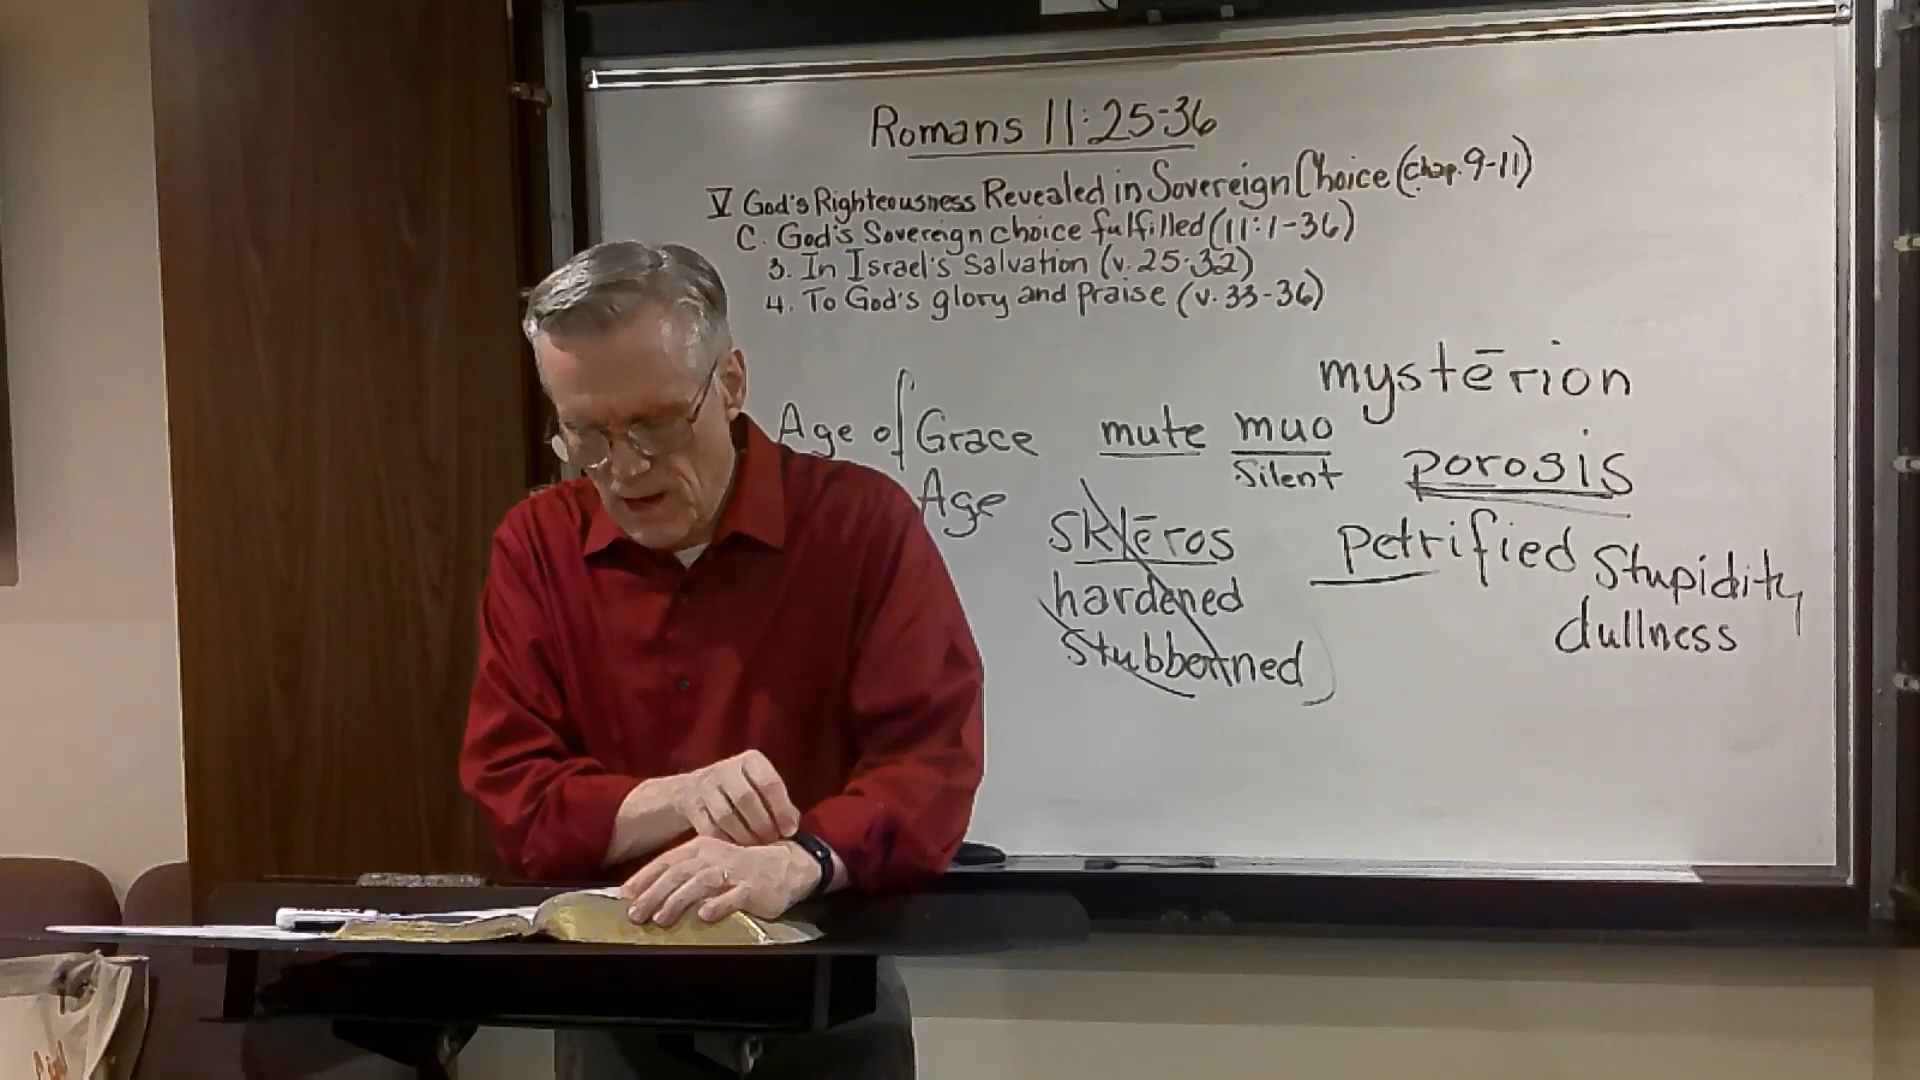 Romans 11:25-36
V God's Righteousness Revealed in Sovereign Choice (Chap. 9-11)
C. God's Sovereign choice fulfilled (11:1-36)
3. In Israel's Salvation (v. 25-32)
4. To God's glory and Praise (v. 33-36)
mystērion
Age of Grace
mute muo
Silent
porosis
Age
sklēros
hardened
Stubbornned
petrified Stupidity
dullness